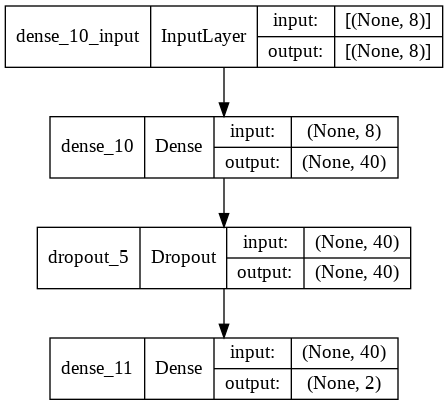 dense_10_input InputLayer input: [(None, 8)]
output: [(None, 8)]
dense_10 Dense input: (None, 8)
output: (None, 40)
dropout_5 Dropout input: (None, 40)
output: (None, 40)
dense_11 Dense input: (None, 40)
output: (None, 2)